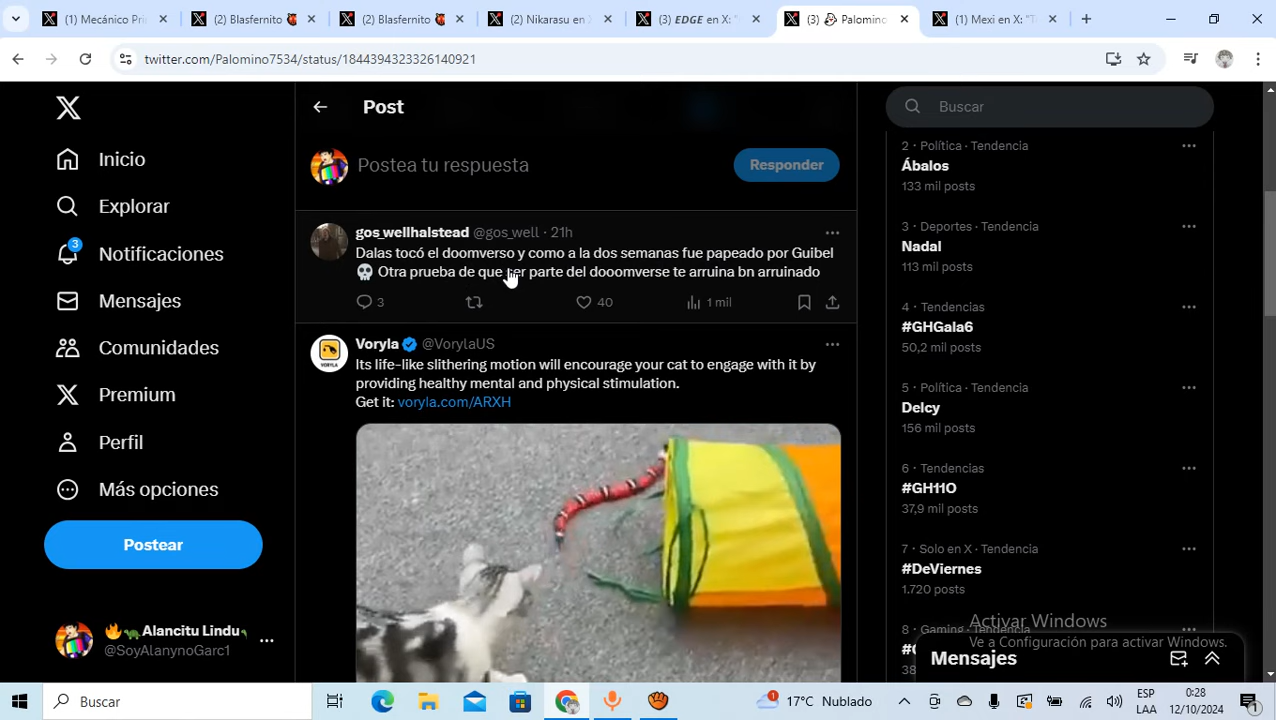 (1) Mecánico Pri
(2) Blasfernito
(2) Blasfernito
(2) Nikarasu en X
(3) EDGE en X: "
(3) Palomino
(1) Mexi en X: "T
twitter.com/Palomino7534/status/1844394323326140921
Post
Buscar
Inicio
Explorar
3
Notificaciones
Mensajes
Comunidades
Premium
Perfil
Más opciones
Postear
Alancitu Lindu
@SoyAlanynoGarc1
Postea tu respuesta
Responder
gos_wellhalstead @gos_well · 21h
Dalas tocó el doomverso y como a la dos semanas fue papeado por Guibel
💀 Otra prueba de que ser parte del dooomverse te arruina bn arruinado
3
40
1 mil
Voryla @VorylaUS
Its life-like slithering motion will encourage your cat to engage with it by
providing healthy mental and physical stimulation.
Get it: voryla.com/ARXH
2 · Política · Tendencia
Ábalos
133 mil posts
3 · Deportes · Tendencia
Nadal
113 mil posts
4 · Tendencias
#GHGala6
50,2 mil posts
5 · Política · Tendencia
Delcy
156 mil posts
6 · Tendencias
#GH11O
37,9 mil posts
7 · Solo en X · Tendencia
#DeViernes
1.720 posts
8 · Gaming · Tendencia
Activar Windows
Ve a Configuración para activar Windows.
Mensajes
Buscar
17°C Nublado
ESP
LAA
0:28
12/10/2024
1